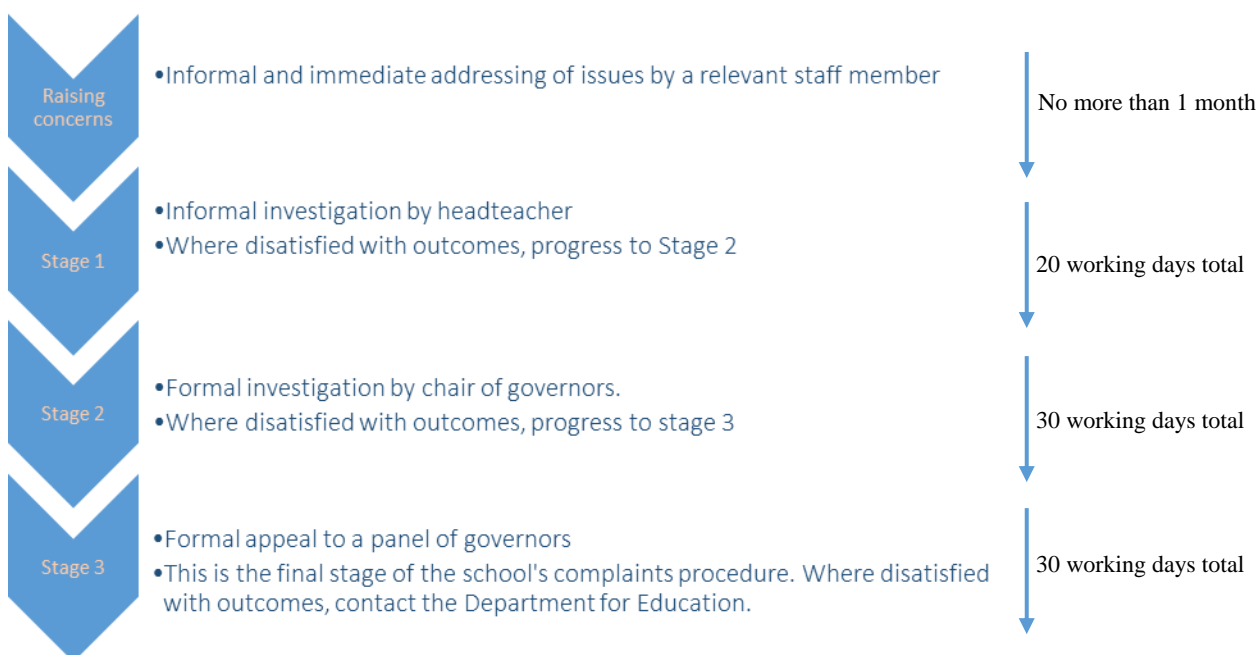 Raising
concerns
•Informal and immediate addressing of issues by a relevant staff member
No more than 1 month
Stage 1
•Informal investigation by headteacher
•Where disatisfied with outcomes, progress to Stage 2
20 working days total
Stage 2
•Formal investigation by chair of governors.
•Where disatisfied with outcomes, progress to stage 3
30 working days total
Stage 3
•Formal appeal to a panel of governors
•This is the final stage of the school's complaints procedure. Where disatisfied
with outcomes, contact the Department for Education.
30 working days total